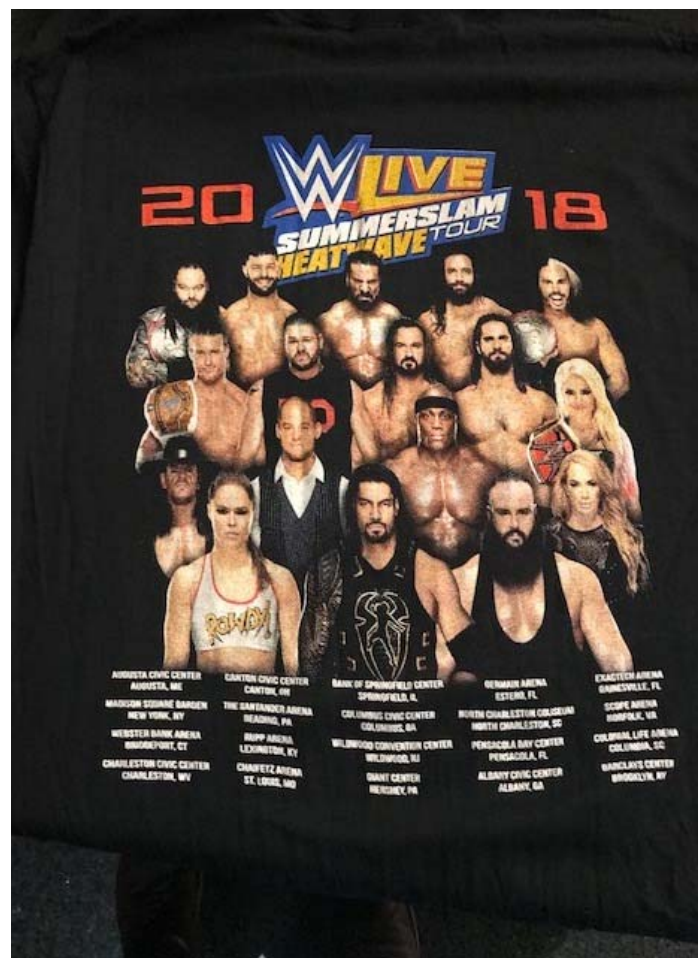 20 W LIVE 18
SUMMERSLAM
HEATWAVE TOUR
ROWDY
AUGUSTA CIVIC CENTER
AUGUSTA, ME
MADISON SQUARE GARDEN
NEW YORK, NY
WEBSTER BANK ARENA
BRIDGEPORT, CT
CHARLESTON CIVIC CENTER
CHARLESTON, WV
CANTON CIVIC CENTER
CANTON, OH
THE SANTANDER ARENA
READING, PA
RUPP ARENA
LEXINGTON, KY
CHAIFETZ ARENA
ST. LOUIS, MO
BANK OF SPRINGFIELD CENTER
SPRINGFIELD, IL
COLUMBUS CIVIC CENTER
COLUMBUS, GA
WILDWOOD CONVENTION CENTER
WILDWOOD, NJ
GIANT CENTER
HERSHEY, PA
GERMAIN ARENA
ESTERO, FL
NORTH CHARLESTON COLISEUM
NORTH CHARLESTON, SC
PENSACOLA BAY CENTER
PENSACOLA, FL
ALBANY CIVIC CENTER
ALBANY, GA
EXACTECH ARENA
GAINESVILLE, FL
SCOPE ARENA
NORFOLK, VA
COLONIAL LIFE ARENA
COLUMBIA, SC
BARCLAYS CENTER
BROOKLYN, NY